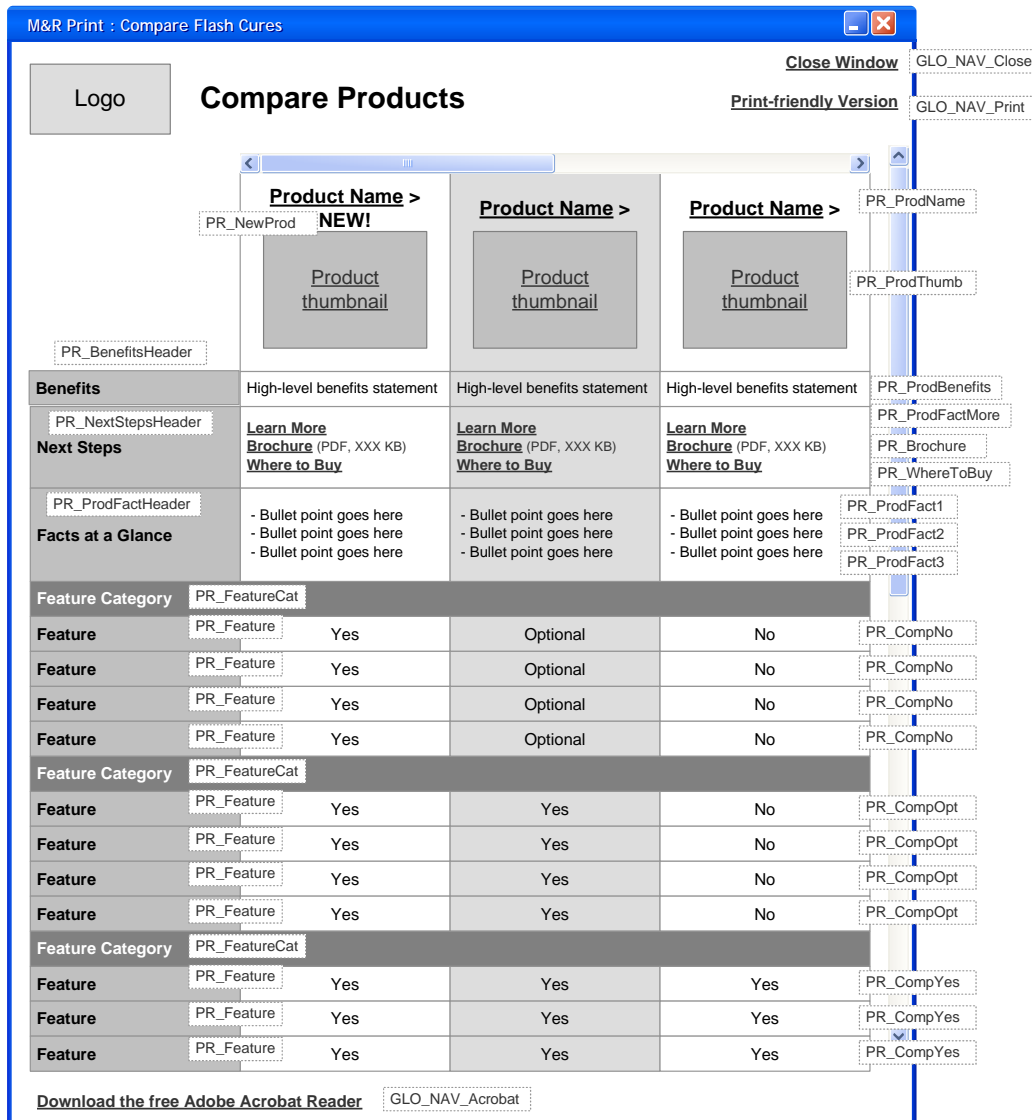 M&R Print : Compare Flash Cures
Close Window GLO_NAV_Close
Logo Compare Products
Print-friendly Version GLO_NAV_Print
Product Name > Product Name > Product Name > PR_ProdName
PR_NewProd NEW!
Product thumbnail Product thumbnail Product thumbnail PR_ProdThumb
PR_BenefitsHeader
Benefits High-level benefits statement High-level benefits statement High-level benefits statement PR_ProdBenefits
PR_NextStepsHeader PR_ProdFactMore
Next Steps
Learn More Learn More Learn More
Brochure (PDF, XXX KB) Brochure (PDF, XXX KB) Brochure (PDF, XXX KB) PR_Brochure
Where to Buy Where to Buy Where to Buy PR_WhereToBuy
PR_ProdFactHeader
Facts at a Glance
- Bullet point goes here - Bullet point goes here - Bullet point goes here PR_ProdFact1
- Bullet point goes here - Bullet point goes here - Bullet point goes here PR_ProdFact2
- Bullet point goes here - Bullet point goes here - Bullet point goes here PR_ProdFact3
Feature Category PR_FeatureCat
Feature PR_Feature Yes Optional No PR_CompNo
Feature PR_Feature Yes Optional No PR_CompNo
Feature PR_Feature Yes Optional No PR_CompNo
Feature PR_Feature Yes Optional No PR_CompNo
Feature Category PR_FeatureCat
Feature PR_Feature Yes Yes No PR_CompOpt
Feature PR_Feature Yes Yes No PR_CompOpt
Feature PR_Feature Yes Yes No PR_CompOpt
Feature PR_Feature Yes Yes No PR_CompOpt
Feature Category PR_FeatureCat
Feature PR_Feature Yes Yes Yes PR_CompYes
Feature PR_Feature Yes Yes Yes PR_CompYes
Feature PR_Feature Yes Yes Yes PR_CompYes
Download the free Adobe Acrobat Reader GLO_NAV_Acrobat